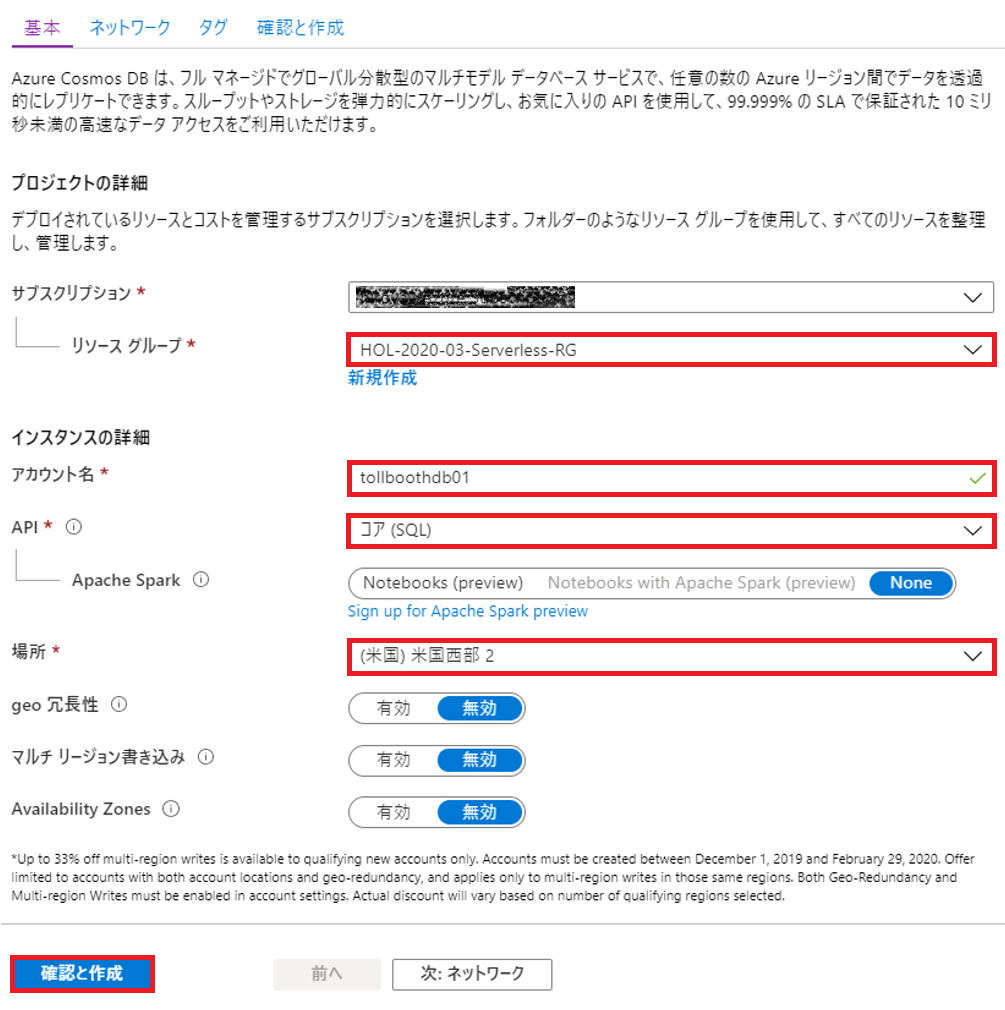 基本 ネットワーク タグ 確認と作成
Azure Cosmos DB は、フル マネージドでグローバル分散型のマルチモデル データベース サービスで、任意の数の Azure リージョン間でデータを透過
的にレプリケートできます。スループットやストレージを弾力的にスケーリングし、お気に入りの API を使用して、99.999% の SLA で保証された 10 ミリ
秒未満の高速なデータ アクセスをご利用いただけます。
プロジェクトの詳細
デプロイされているリソースとコストを管理するサブスクリプションを選択します。フォルダーのようなリソース グループを使用して、すべてのリソースを整理
し、管理します。
サブスクリプション *
リソース グループ * HOL-2020-03-Serverless-RG
新規作成
インスタンスの詳細
アカウント名 * tollboothdb01
API * コア (SQL)
Apache Spark Notebooks (preview) Notebooks with Apache Spark (preview) None
Sign up for Apache Spark preview
場所 * (米国) 米国西部 2
geo 冗長性 有効 無効
マルチ リージョン書き込み 有効 無効
Availability Zones 有効 無効
*Up to 33% off multi-region writes is available to qualifying new accounts only. Accounts must be created between December 1, 2019 and February 29, 2020. Offer
limited to accounts with both account locations and geo-redundancy, and applies only to multi-region writes in those same regions. Both Geo-Redundancy and
Multi-region Writes must be enabled in account settings. Actual discount will vary based on number of qualifying regions selected.
確認と作成 前へ 次: ネットワーク